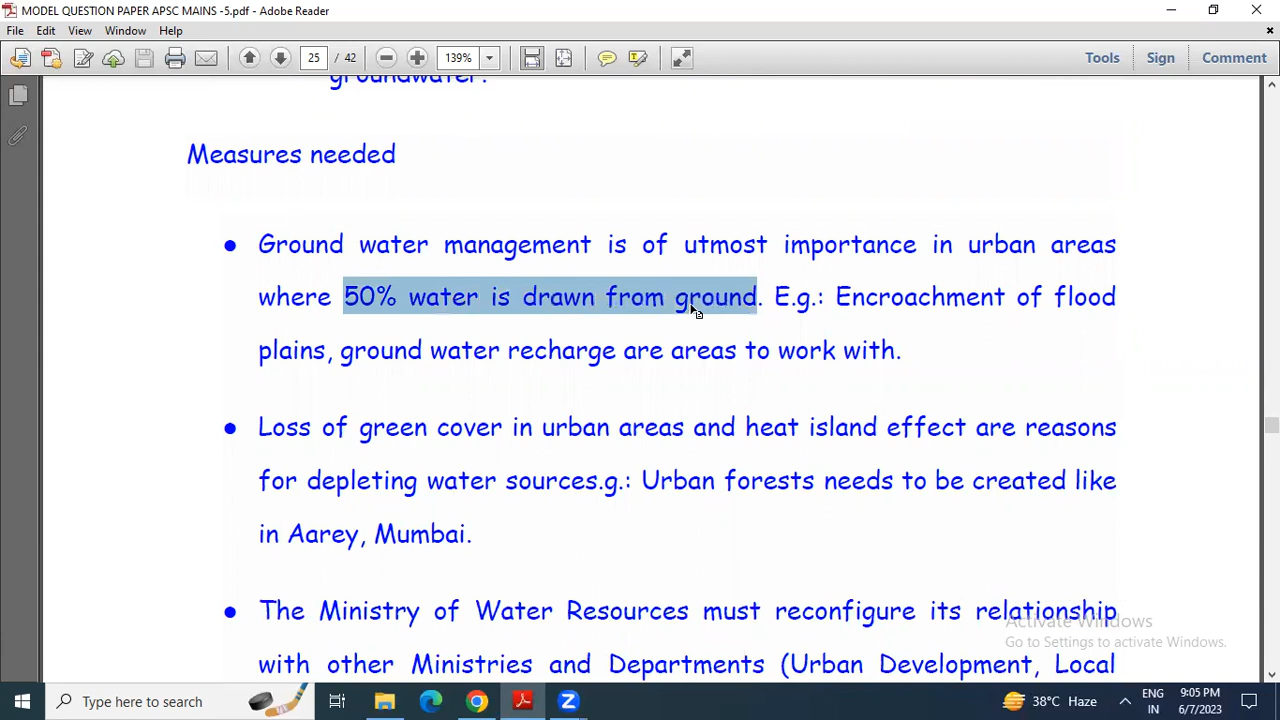 MODEL QUESTION PAPER APSC MAINS -5.pdf - Adobe Reader
File Edit View Window Help
25 / 42 139% Tools Sign Comment
groundwater.
Measures needed
● Ground water management is of utmost importance in urban areas
where 50% water is drawn from ground. E.g.: Encroachment of flood
plains, ground water recharge are areas to work with.
● Loss of green cover in urban areas and heat island effect are reasons
for depleting water sources.g.: Urban forests needs to be created like
in Aarey, Mumbai.
● The Ministry of Water Resources must reconfigure its relationship
with other Ministries and Departments (Urban Development, Local
Activate Windows
Go to Settings to activate Windows.
Type here to search
38°C Haze
ENG
IN
9:05 PM
6/7/2023